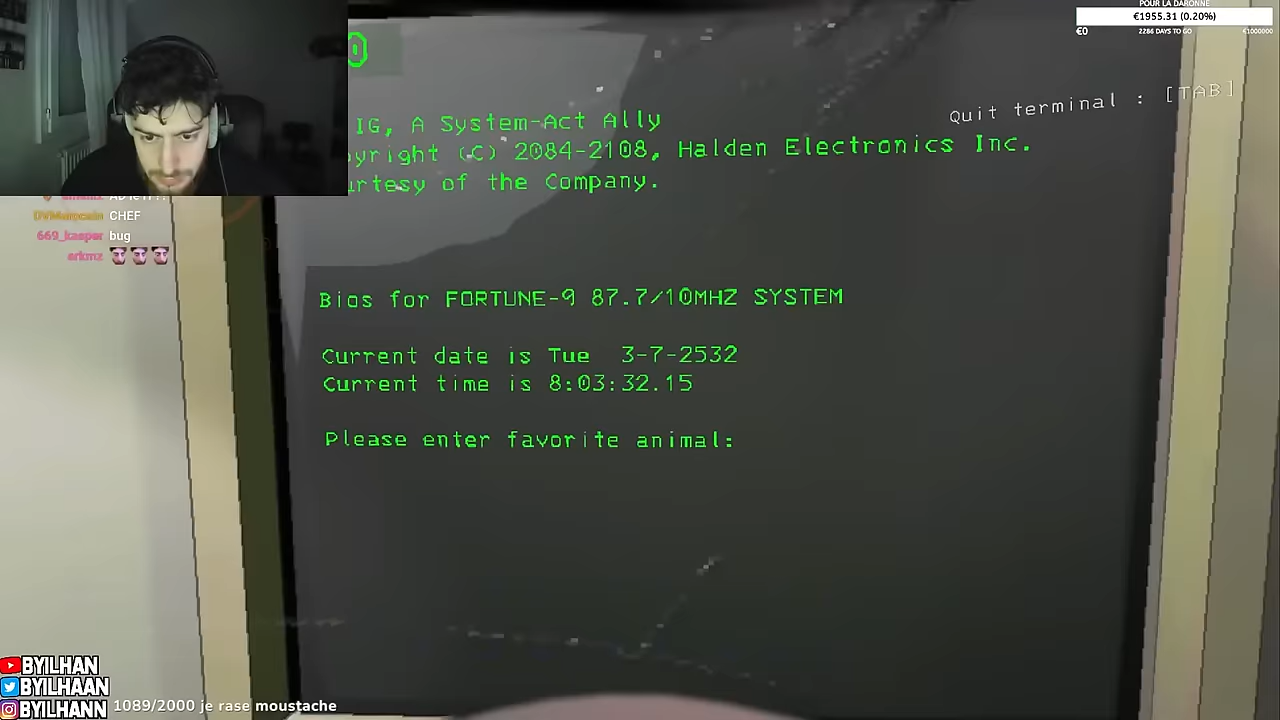 POUR LA DARONNE
€1955.31 (0.20%)
€0 2286 DAYS TO GO €1000000
Quit terminal : [TAB]
IG, A System-Act Ally
pyright (C) 2084-2108, Halden Electronics Inc.
urtesy of the Company.
CHEF
669_kasper bug
arkmz
Bios for FORTUNE-9 87.7/10MHZ SYSTEM
Current date is Tue 3-7-2532
Current time is 8:03:32.15
Please enter favorite animal:
BYILHAN
BYILHAAN
BYILHANN
1089/2000 je rase moustache